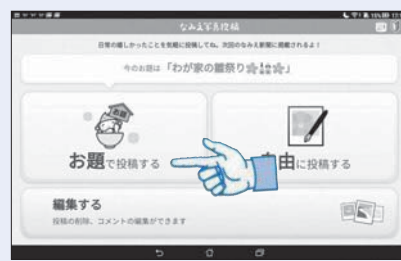 なみえ写真投稿
日常の嬉しかったことを気軽に投稿してね。次回のなみえ新聞に掲載されるよ！
今のお題は「わが家の雛祭り
お題
お題で投稿する
自由に投稿する
編集する
投稿の削除、コメントの編集ができます